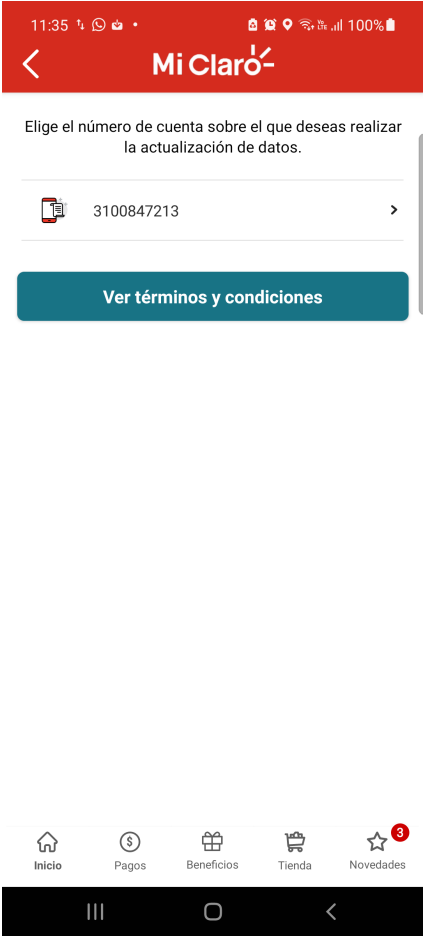 11:35 100%
Mi Claro
Elige el número de cuenta sobre el que deseas realizar
la actualización de datos.
3100847213
Ver términos y condiciones
3
Inicio Pagos Beneficios Tienda Novedades